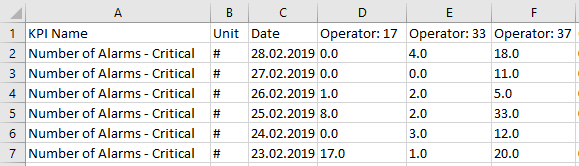 A B C D E F
1 KPI Name Unit Date Operator: 17 Operator: 33 Operator: 37
2 Number of Alarms - Critical # 28.02.2019 0.0 4.0 18.0
3 Number of Alarms - Critical # 27.02.2019 0.0 0.0 11.0
4 Number of Alarms - Critical # 26.02.2019 1.0 2.0 5.0
5 Number of Alarms - Critical # 25.02.2019 8.0 2.0 33.0
6 Number of Alarms - Critical # 24.02.2019 0.0 3.0 12.0
7 Number of Alarms - Critical # 23.02.2019 17.0 1.0 20.0